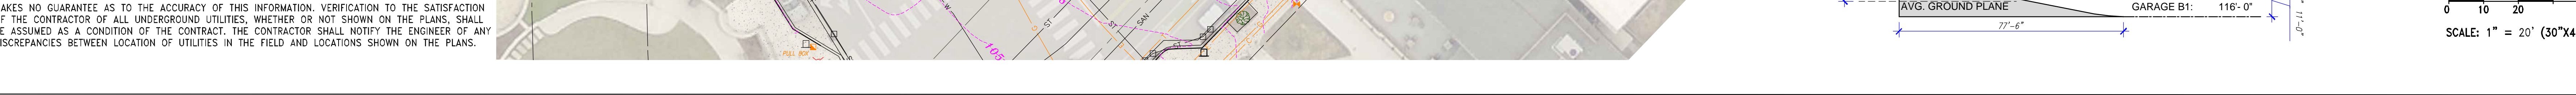 AKES NO GUARANTEE AS TO THE ACCURACY OF THIS INFORMATION. VERIFICATION TO THE SATISFACTION
F THE CONTRACTOR OF ALL UNDERGROUND UTILITIES, WHETHER OR NOT SHOWN ON THE PLANS, SHALL
E ASSUMED AS A CONDITION OF THE CONTRACT. THE CONTRACTOR SHALL NOTIFY THE ENGINEER OF ANY
ISCREPANCIES BETWEEN LOCATION OF UTILITIES IN THE FIELD AND LOCATIONS SHOWN ON THE PLANS.
PULL BOX
W
105
ST
ST
SAN
AVG. GROUND PLANE
GARAGE B1: 116'- 0"
77'-6"
11'-0"
0 10 20
SCALE: 1" = 20' (30"X4